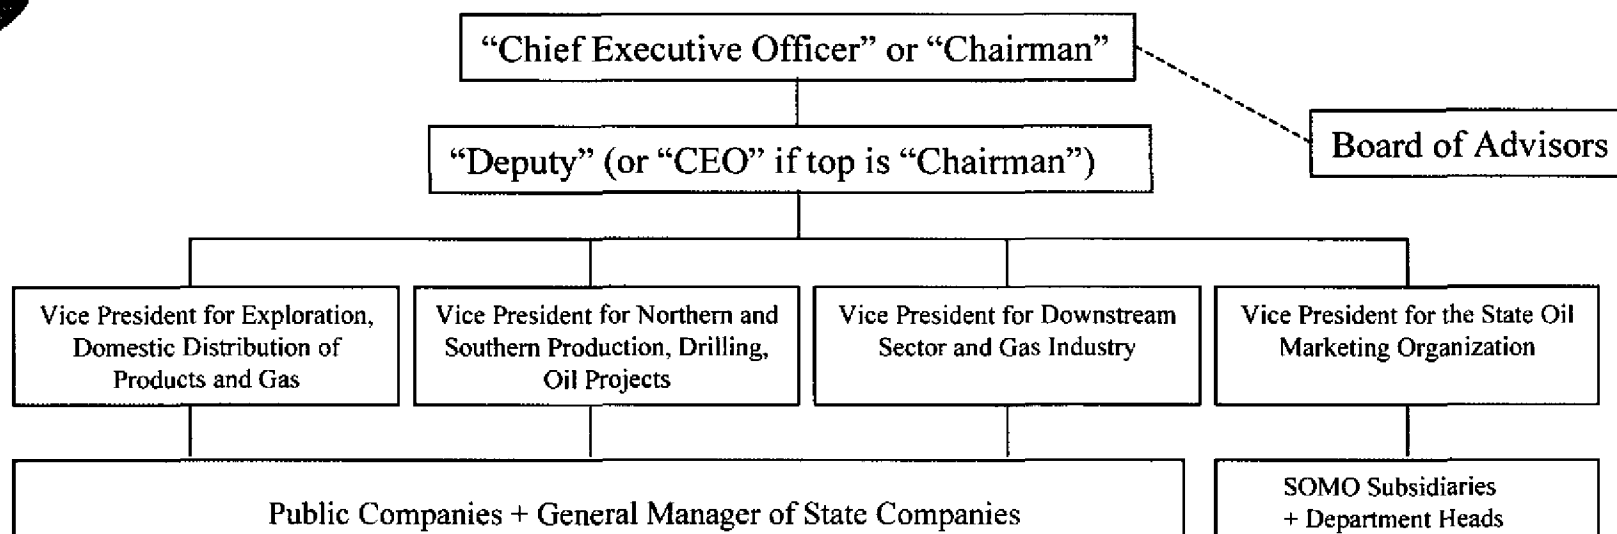 “Chief Executive Officer” or “Chairman”
Board of Advisors
“Deputy” (or “CEO” if top is “Chairman”)
Vice President for Exploration,
Domestic Distribution of
Products and Gas
Vice President for Northern and
Southern Production, Drilling,
Oil Projects
Vice President for Downstream
Sector and Gas Industry
Vice President for the State Oil
Marketing Organization
Public Companies + General Manager of State Companies
SOMO Subsidiaries
+ Department Heads